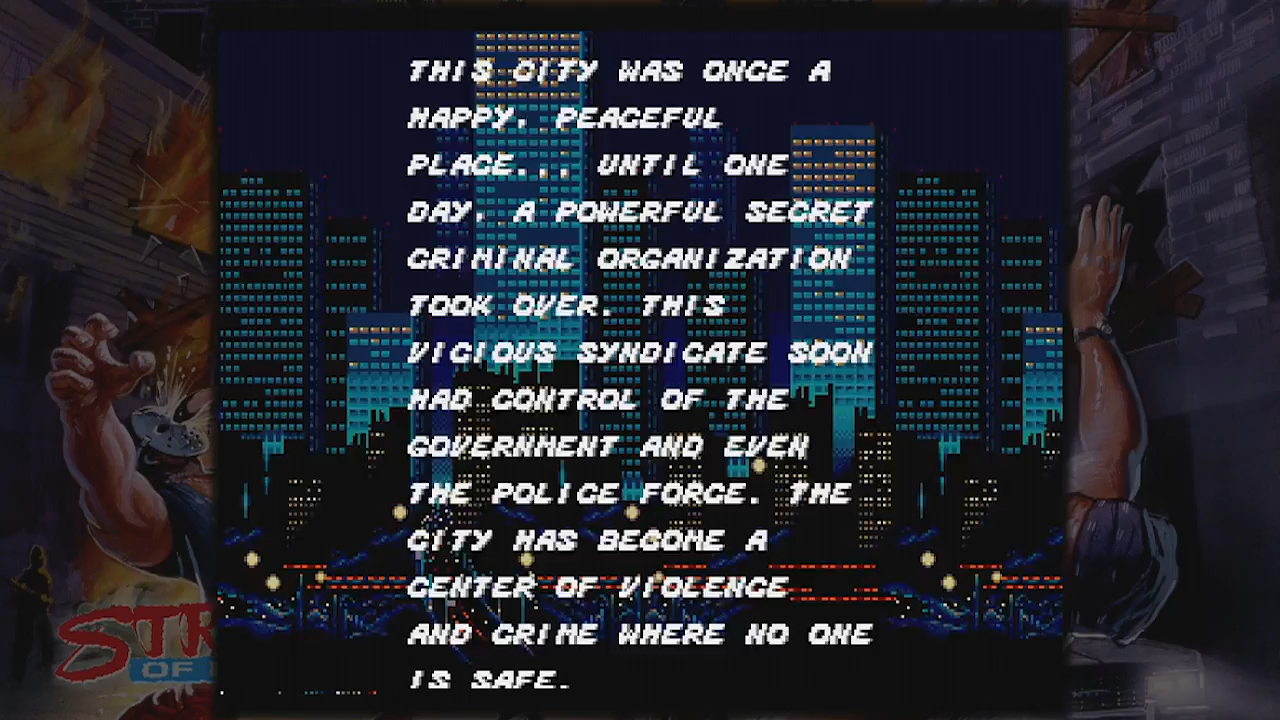 THIS CITY WAS ONCE A
HAPPY, PEACEFUL
PLACE... UNTIL ONE
DAY, A POWERFUL SECRET
CRIMINAL ORGANIZATION
TOOK OVER. THIS
VICIOUS SYNDICATE SOON
HAD CONTROL OF THE
GOVERNMENT AND EVEN
THE POLICE FORCE. THE
CITY HAS BECOME A
CENTER OF VIOLENCE
AND CRIME WHERE NO ONE
IS SAFE.
STR
OF